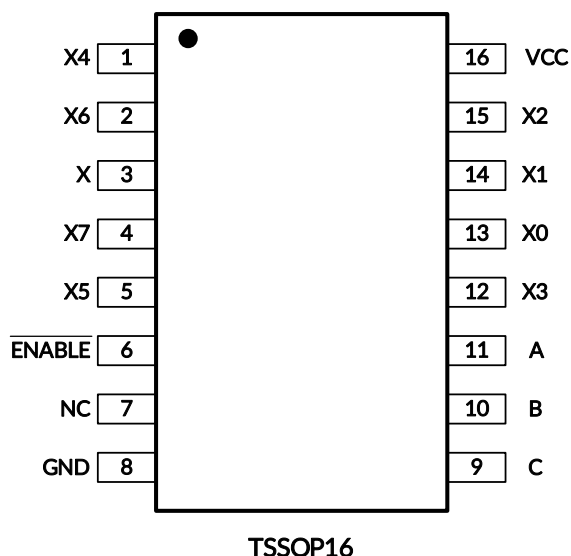 X4 1 16 VCC
X6 2 15 X2
X 3 14 X1
X7 4 13 X0
X5 5 12 X3
ENABLE 6 11 A
NC 7 10 B
GND 8 9 C
TSSOP16